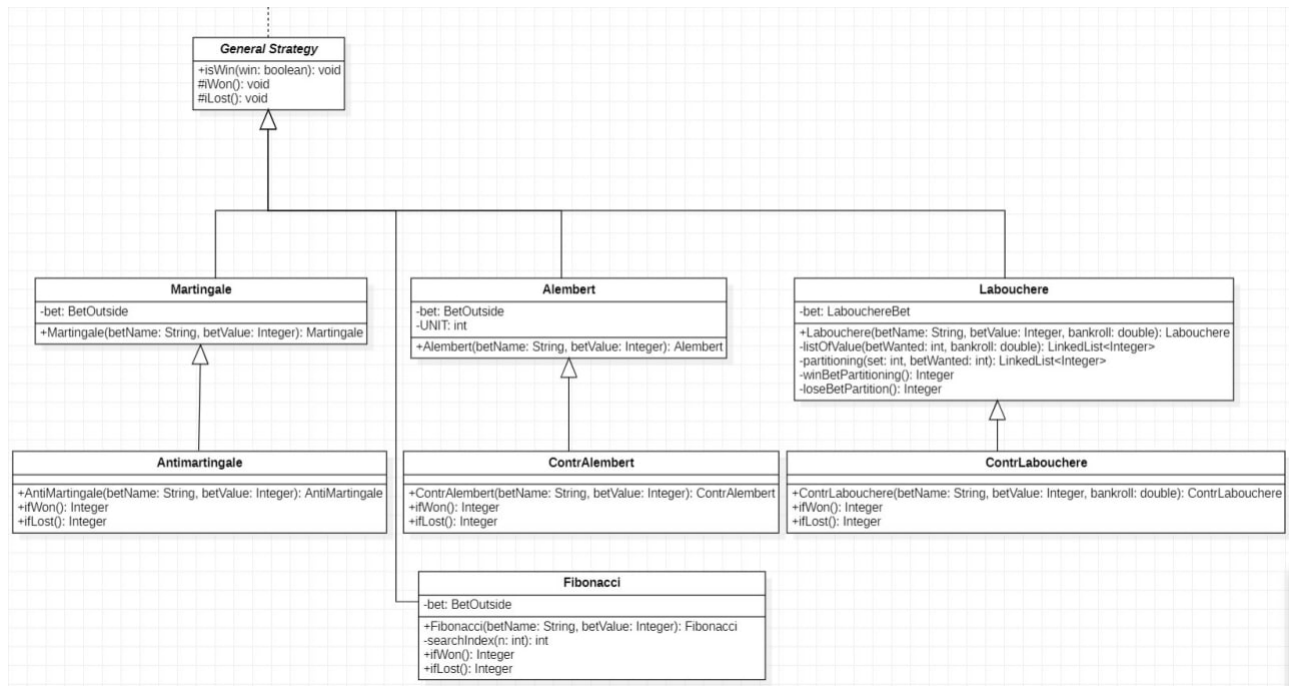 General Strategy
+isWin(win: boolean): void
#iWon(): void
#iLost(): void
Martingale
-bet: BetOutside
+Martingale(betName: String, betValue: Integer): Martingale
Alembert
-bet: BetOutside
-UNIT: int
+Alembert(betName: String, betValue: Integer): Alembert
Labouchere
-bet: LabouchereBet
+Labouchere(betName: String, betValue: Integer, bankroll: double): Labouchere
-listOfValue(betWanted: int, bankroll: double): LinkedList<Integer>
-partitioning(set: int, betWanted: int): LinkedList<Integer>
-winBetPartitioning(): Integer
-loseBetPartition(): Integer
Antimartingale
+AntiMartingale(betName: String, betValue: Integer): AntiMartingale
+ifWon(): Integer
+ifLost(): Integer
ContrAlembert
+ContrAlembert(betName: String, betValue: Integer): ContrAlembert
+ifWon(): Integer
+ifLost(): Integer
ContrLabouchere
+ContrLabouchere(betName: String, betValue: Integer, bankroll: double): ContrLabouchere
+ifWon(): Integer
+ifLost(): Integer
Fibonacci
-bet: BetOutside
+Fibonacci(betName: String, betValue: Integer): Fibonacci
-searchIndex(n: int): int
+ifWon(): Integer
+ifLost(): Integer